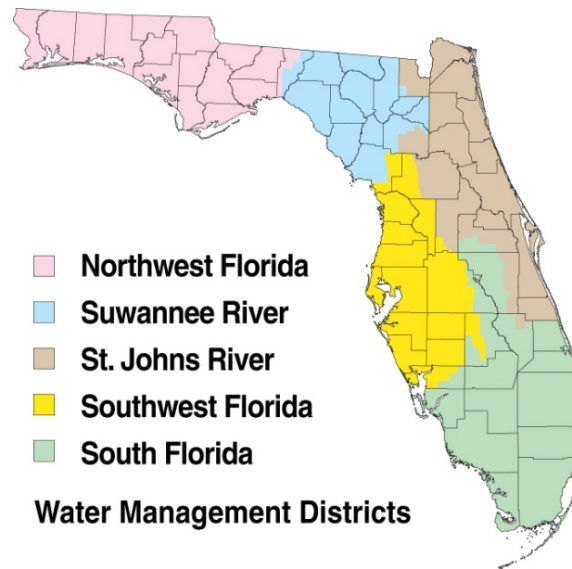 Northwest Florida
Suwannee River
St. Johns River
Southwest Florida
South Florida
Water Management Districts